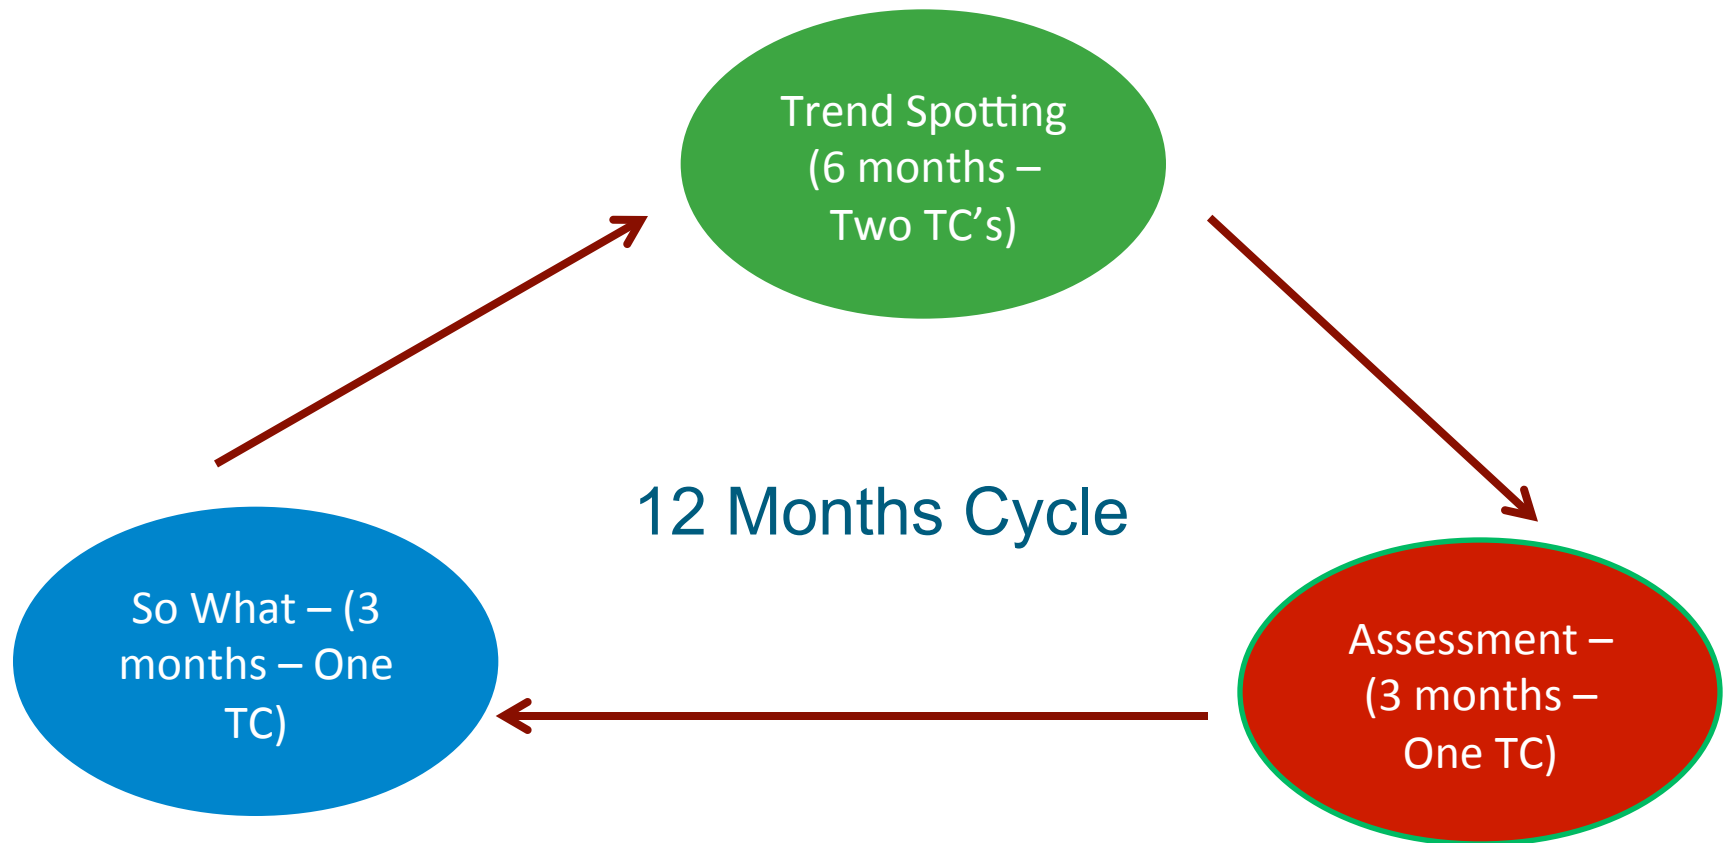 Trend Spotting
(6 months –
Two TC’s)
12 Months Cycle
So What – (3
months – One
TC)
Assessment –
(3 months –
One TC)